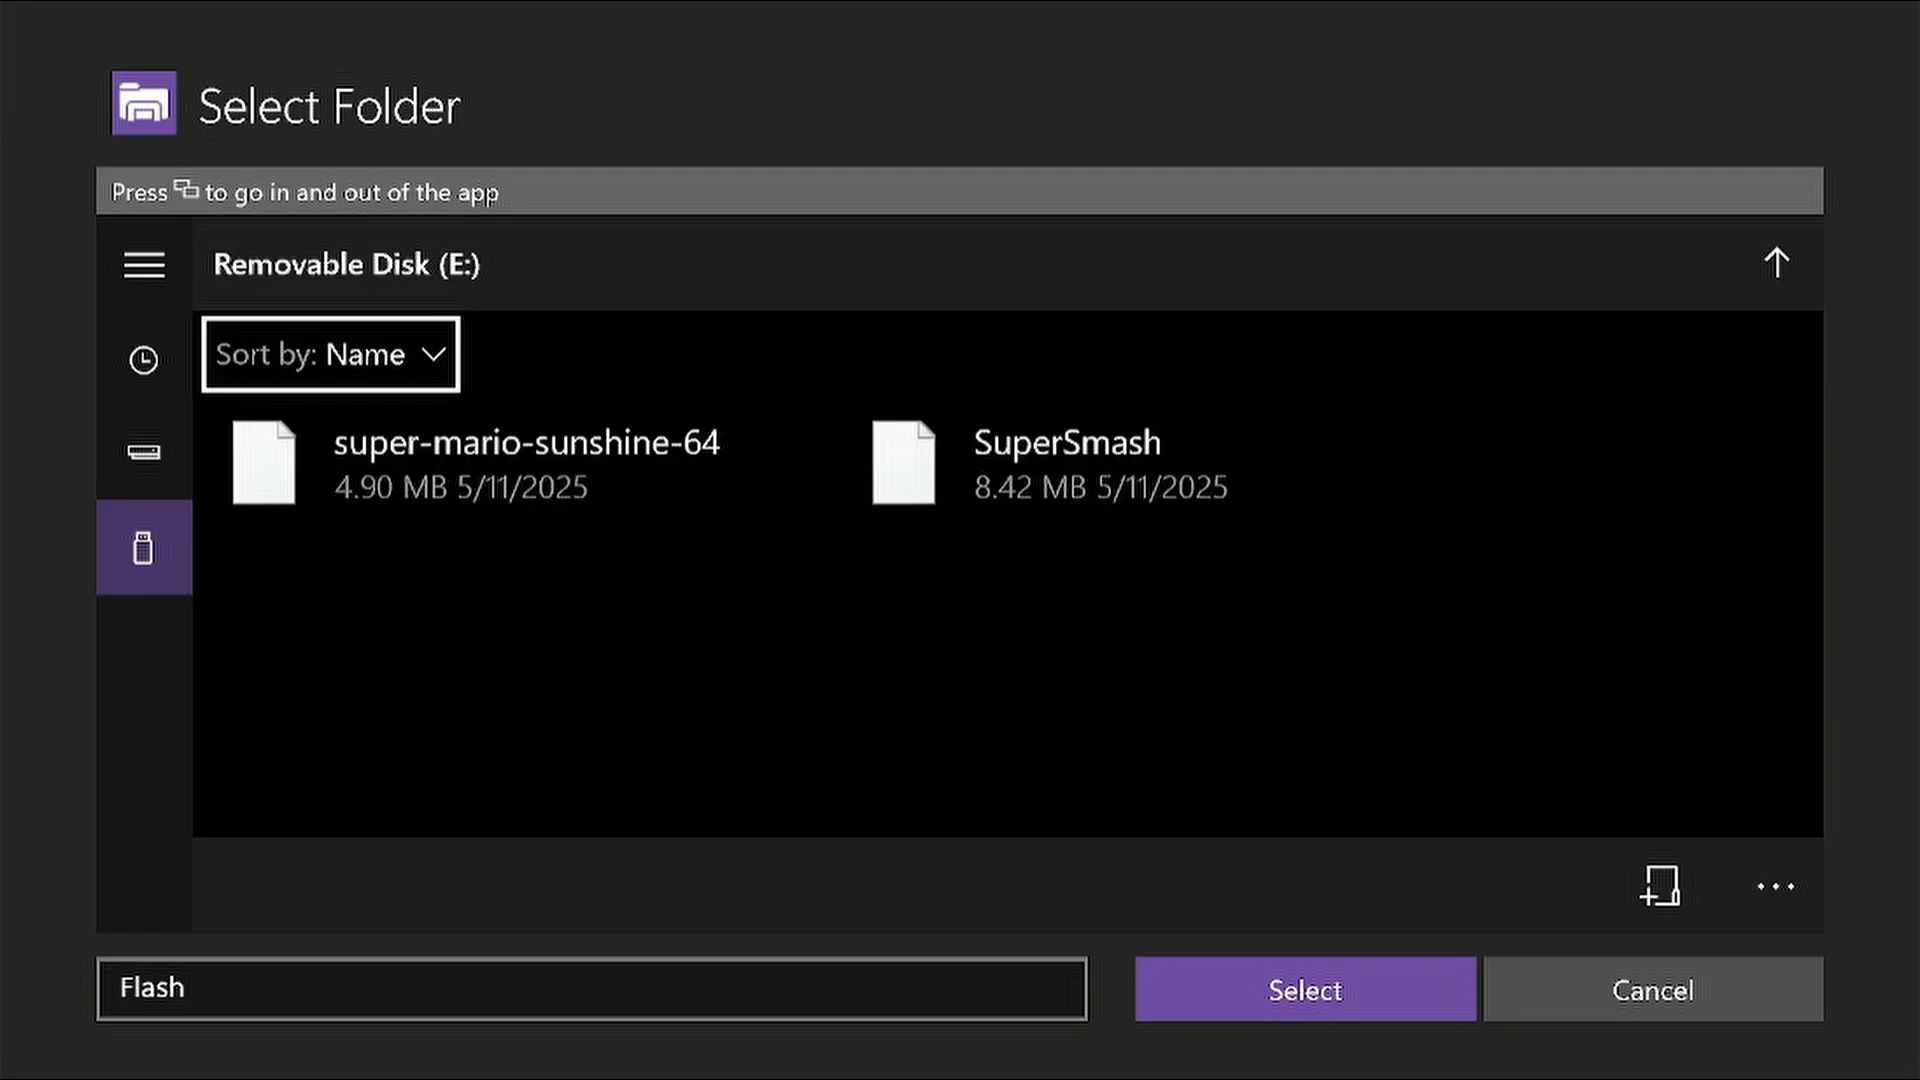 Select Folder
Press to go in and out of the app
Removable Disk (E:)
Sort by: Name
super-mario-sunshine-64
4.90 MB 5/11/2025
SuperSmash
8.42 MB 5/11/2025
Flash
Select
Cancel